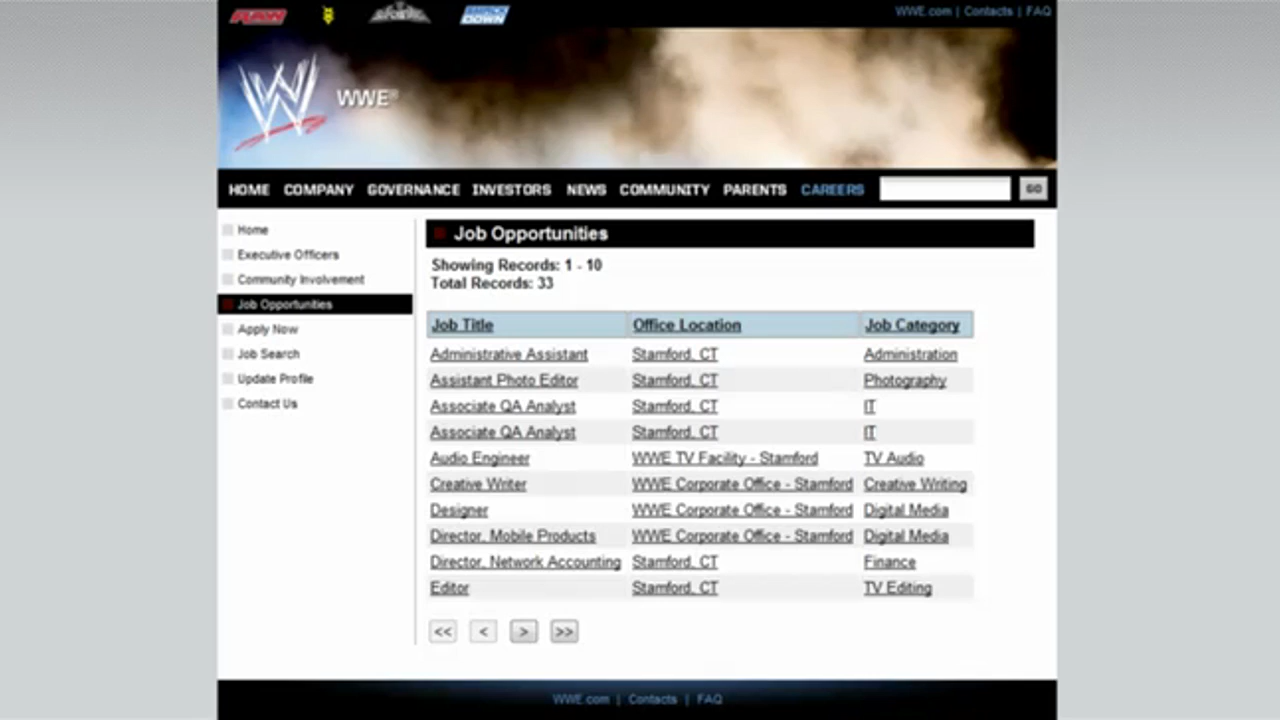 RAW SMACK DOWN WWE.com | Contacts | FAQ
W WWE®
HOME COMPANY GOVERNANCE INVESTORS NEWS COMMUNITY PARENTS CAREERS GO
Home
Executive Officers
Community Involvement
Job Opportunities
Apply Now
Job Search
Update Profile
Contact Us
Job Opportunities
Showing Records: 1 - 10
Total Records: 33
Job Title Office Location Job Category
Administrative Assistant Stamford, CT Administration
Assistant Photo Editor Stamford, CT Photography
Associate QA Analyst Stamford, CT IT
Associate QA Analyst Stamford, CT IT
Audio Engineer WWE TV Facility - Stamford TV Audio
Creative Writer WWE Corporate Office - Stamford Creative Writing
Designer WWE Corporate Office - Stamford Digital Media
Director, Mobile Products WWE Corporate Office - Stamford Digital Media
Director, Network Accounting Stamford, CT Finance
Editor Stamford, CT TV Editing
<< < > >>
WWE.com | Contacts | FAQ